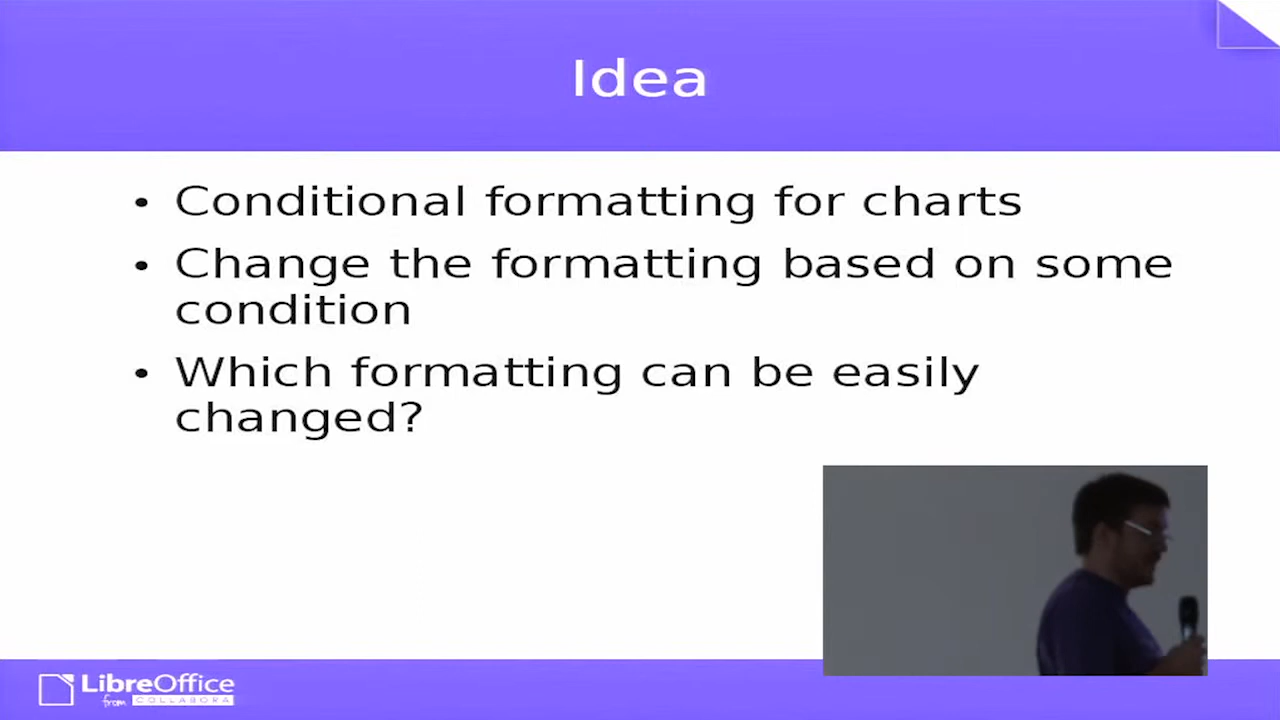 Idea
• Conditional formatting for charts
• Change the formatting based on some
condition
• Which formatting can be easily
changed?
LibreOffice
from COLLABORA